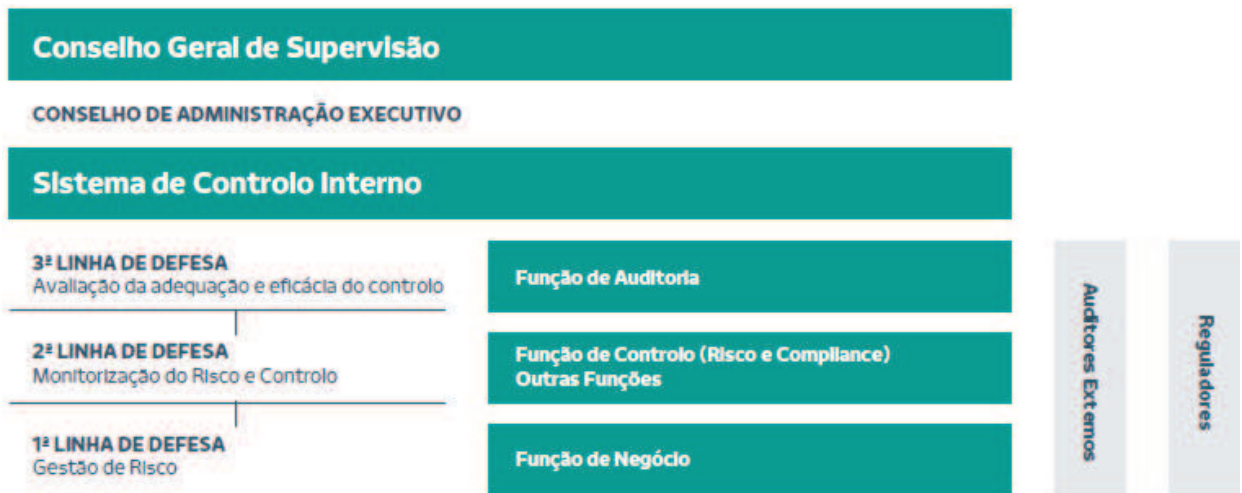 Conselho Geral de Supervisão
CONSELHO DE ADMINISTRAÇÃO EXECUTIVO
Sistema de Controlo Interno
3ª LINHA DE DEFESA
Avaliação da adequação e eficácia do controlo
Função de Auditoria
2ª LINHA DE DEFESA
Monitorização do Risco e Controlo
Função de Controlo (Risco e Compliance)
Outras Funções
1ª LINHA DE DEFESA
Gestão de Risco
Função de Negócio
Auditores Externos
Reguladores